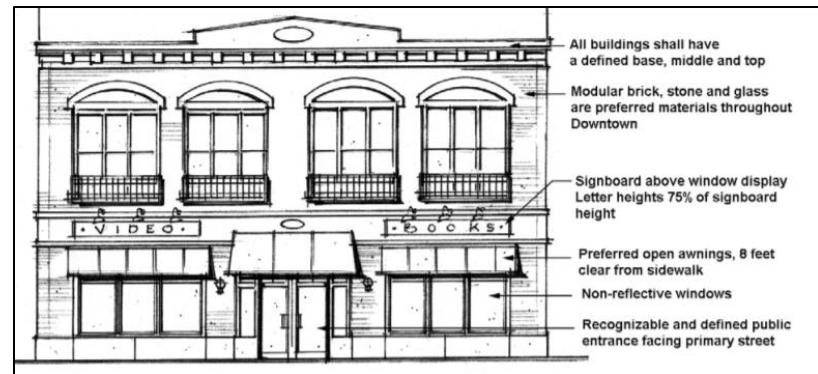 All buildings shall have
a defined base, middle and top
Modular brick, stone and glass
are preferred materials throughout
Downtown
Signboard above window display
Letter heights 75% of signboard
height
• VIDEO •
• BOOKS •
Preferred open awnings, 8 feet
clear from sidewalk
Non-reflective windows
Recognizable and defined public
entrance facing primary street